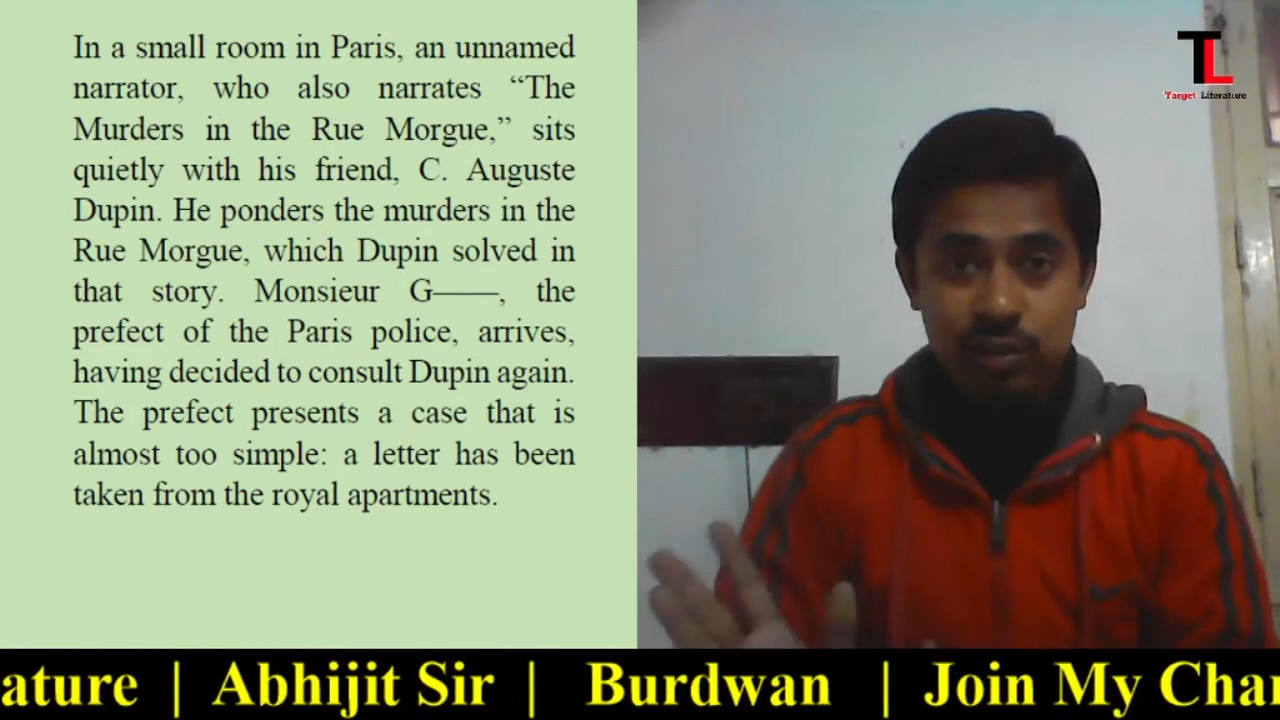 In a small room in Paris, an unnamed
narrator, who also narrates “The
Murders in the Rue Morgue,” sits
quietly with his friend, C. Auguste
Dupin. He ponders the murders in the
Rue Morgue, which Dupin solved in
that story. Monsieur G——, the
prefect of the Paris police, arrives,
having decided to consult Dupin again.
The prefect presents a case that is
almost too simple: a letter has been
taken from the royal apartments.
TL
Target Literature
ature | Abhijit Sir | Burdwan | Join My Char